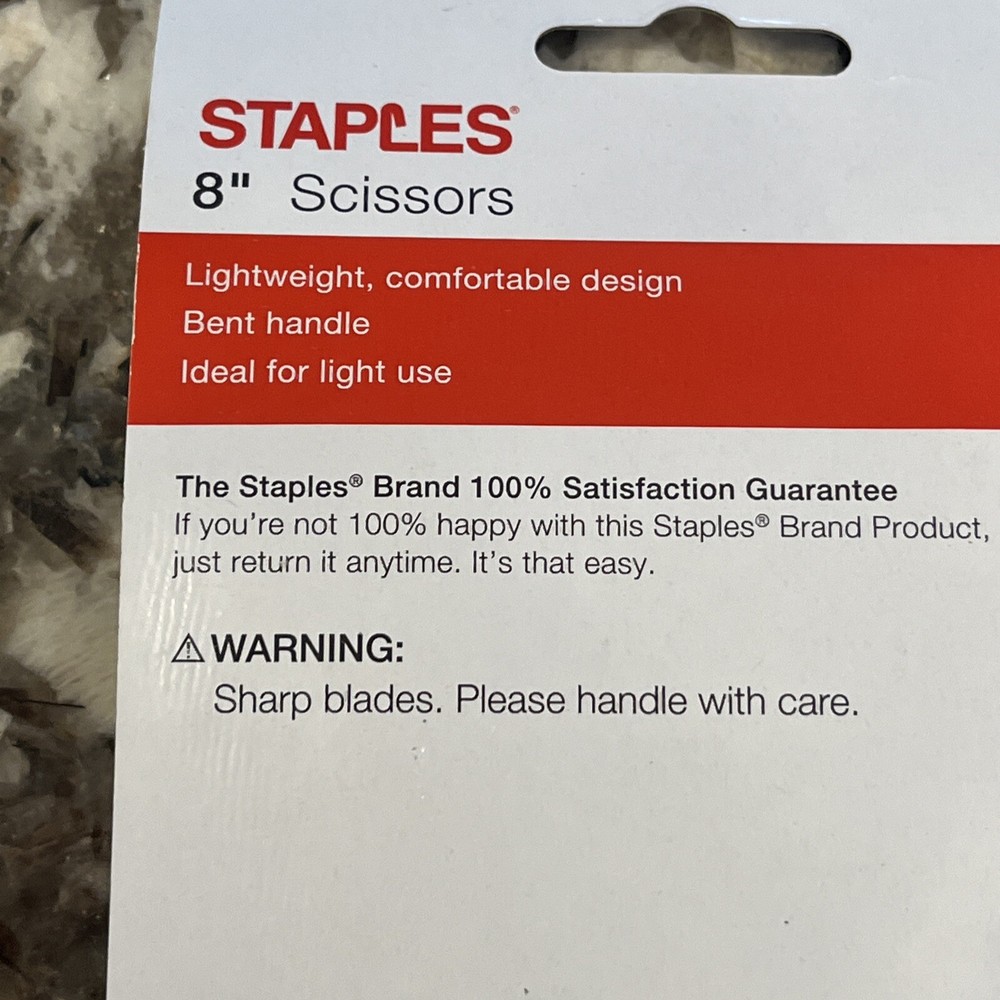 STAPLES®
8" Scissors
Lightweight, comfortable design
Bent handle
Ideal for light use
The Staples® Brand 100% Satisfaction Guarantee
If you’re not 100% happy with this Staples® Brand Product,
just return it anytime. It’s that easy.
⚠ WARNING:
Sharp blades. Please handle with care.